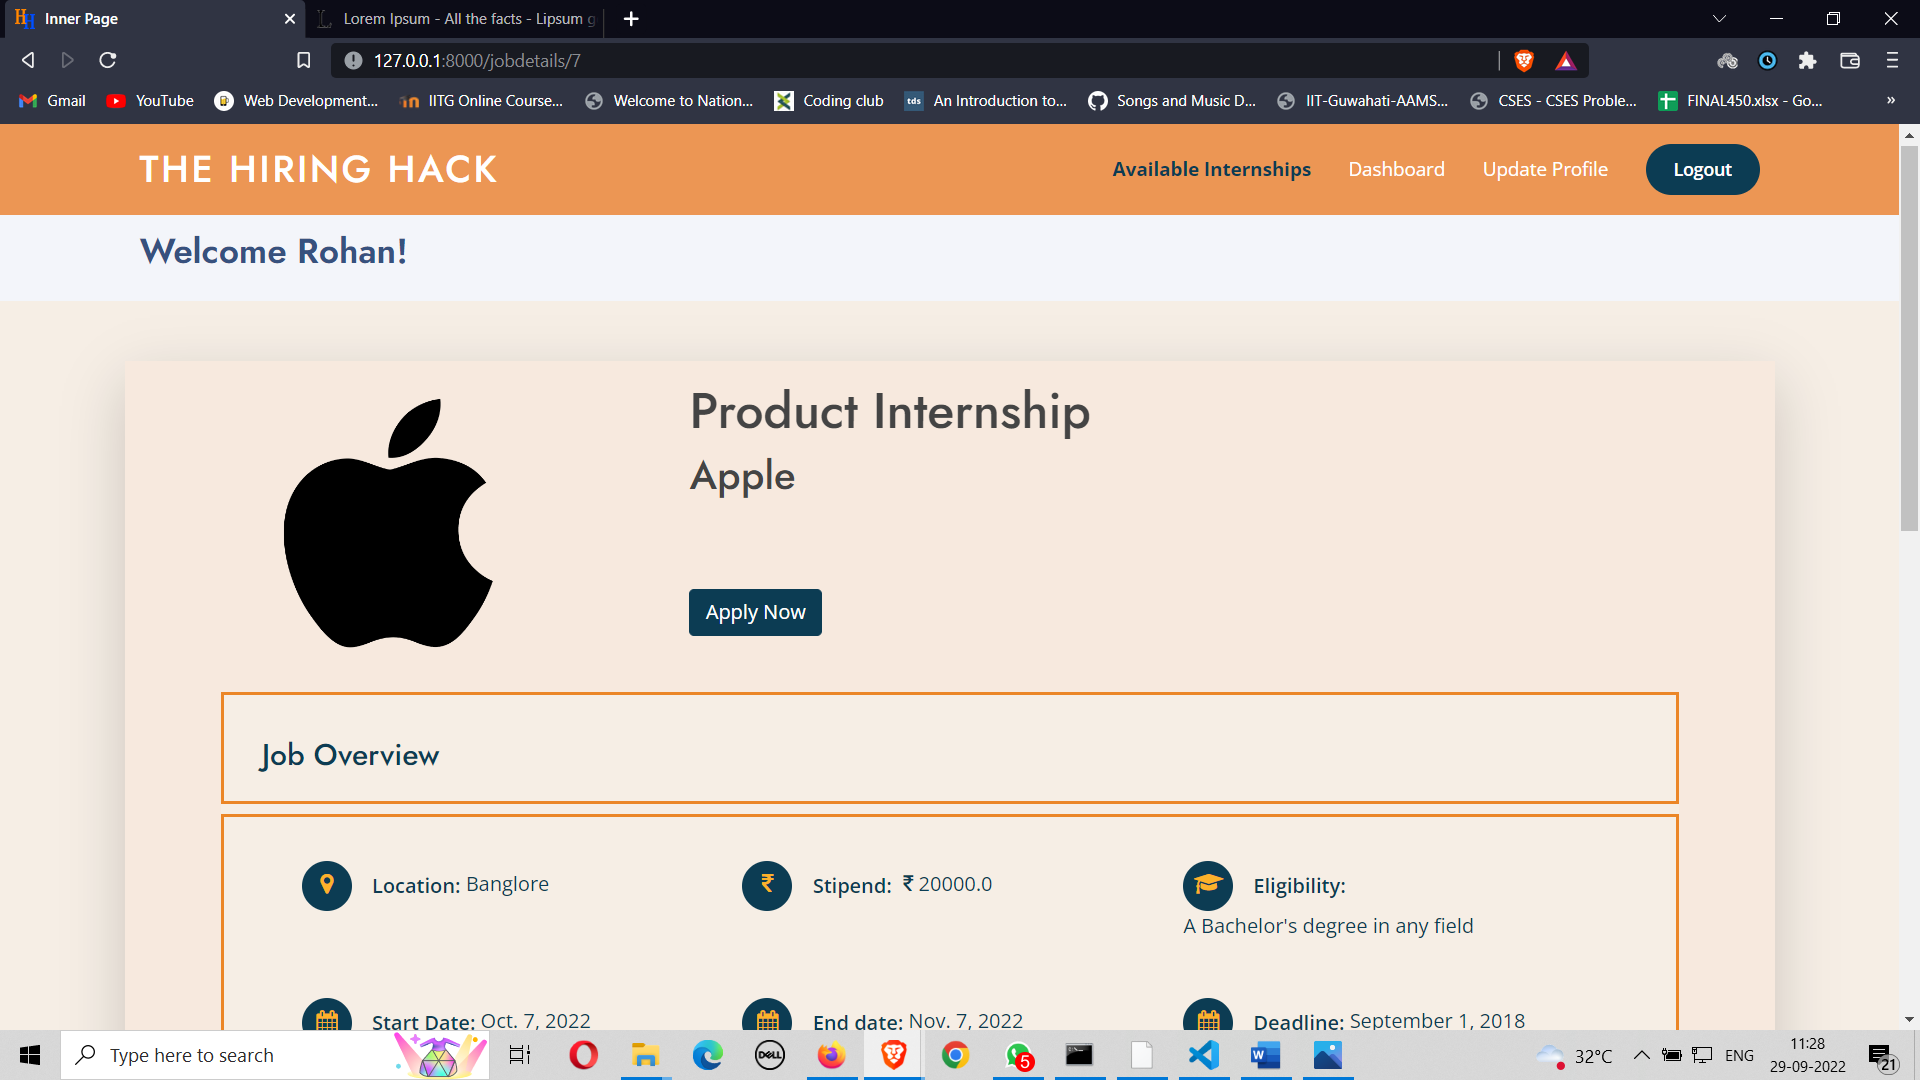 Inner Page
Lorem Ipsum - All the facts - Lipsum g
127.0.0.1:8000/jobdetails/7
Gmail
YouTube
Web Development...
IITG Online Course...
Welcome to Nation...
Coding club
tds
An Introduction to...
Songs and Music D...
IIT-Guwahati-AAMS...
CSES - CSES Proble...
FINAL450.xlsx - Go...
»
THE HIRING HACK
Available Internships
Dashboard
Update Profile
Logout
Welcome Rohan!
Product Internship
Apple
Apply Now
Job Overview
Location: Banglore
Stipend: ₹ 20000.0
Eligibility:
A Bachelor's degree in any field
Start Date: Oct. 7, 2022
End date: Nov. 7, 2022
Deadline: September 1, 2018
Type here to search
DELL
5
W
32°C
ENG
11:28
29-09-2022
21